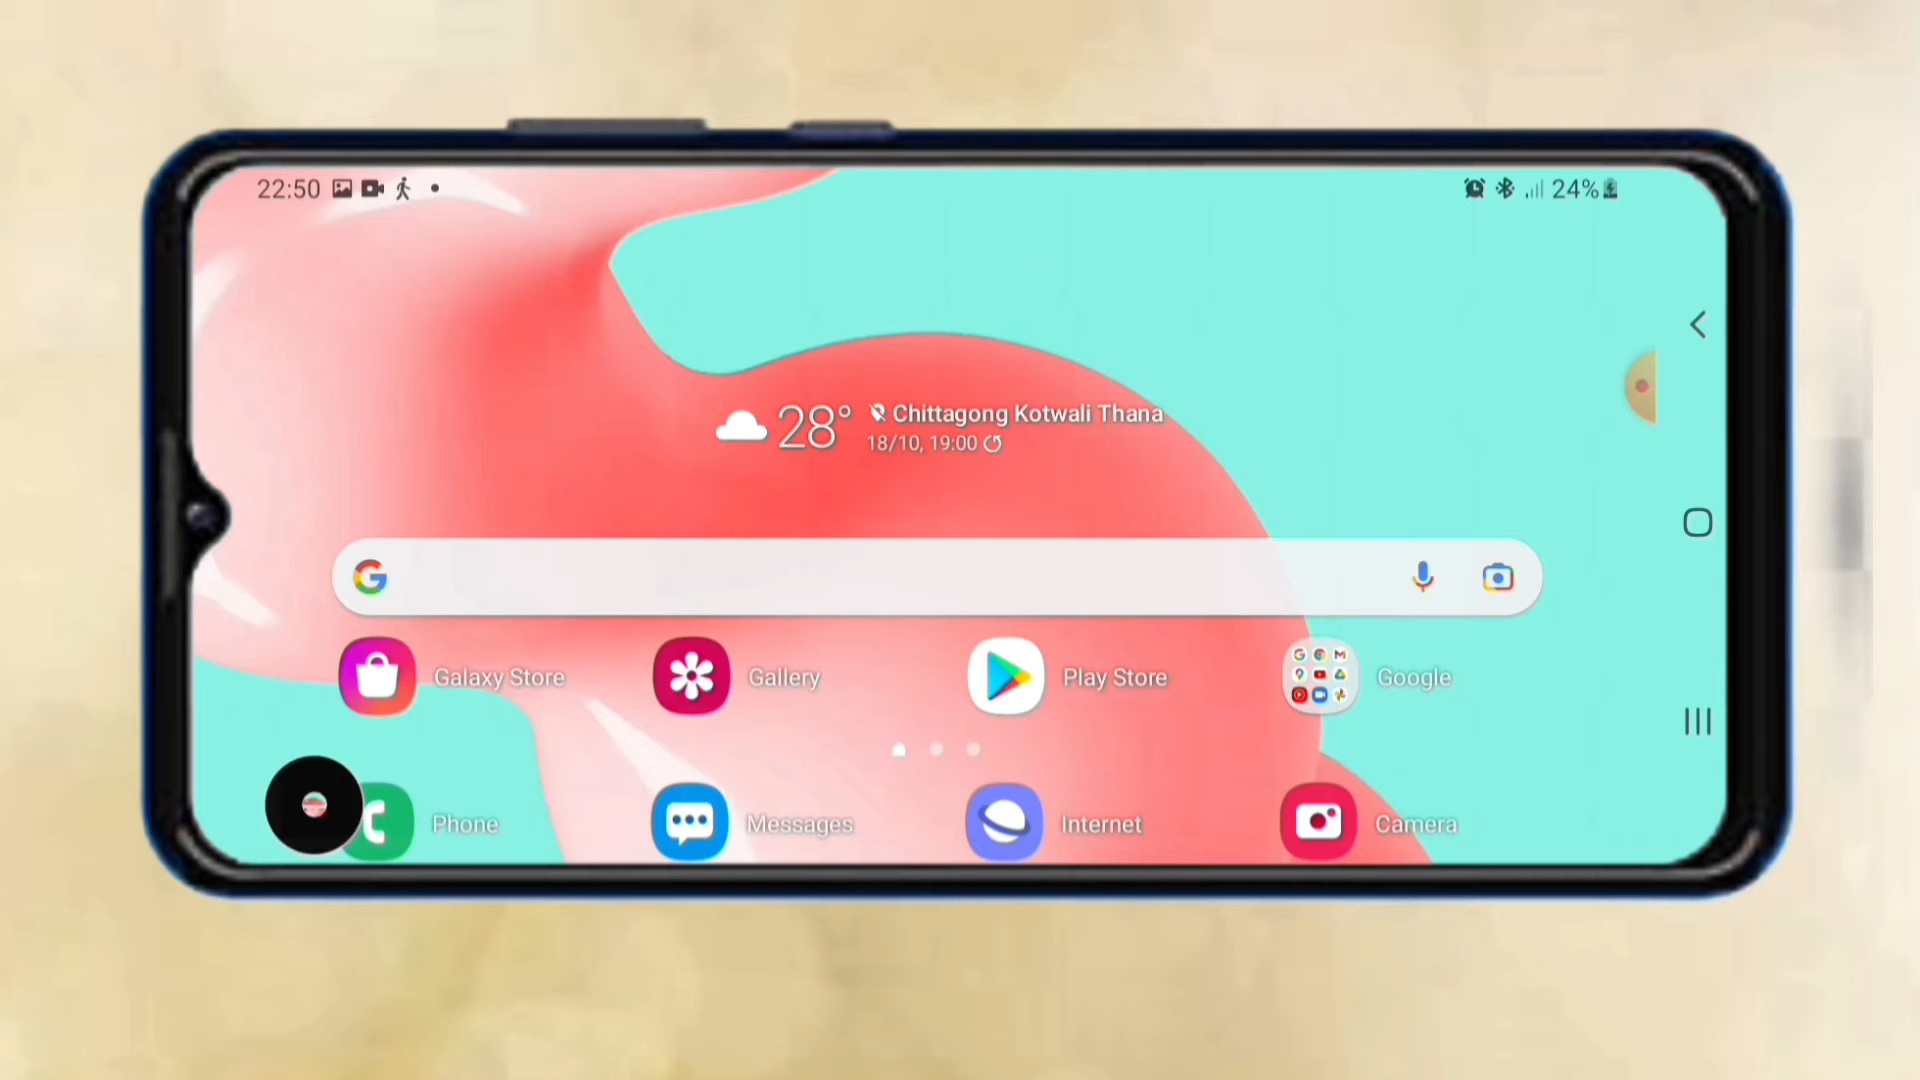 22:50
24%
28°
Chittagong Kotwali Thana
18/10, 19:00
Galaxy Store
Gallery
Play Store
Google
Phone
Messages
Internet
Camera